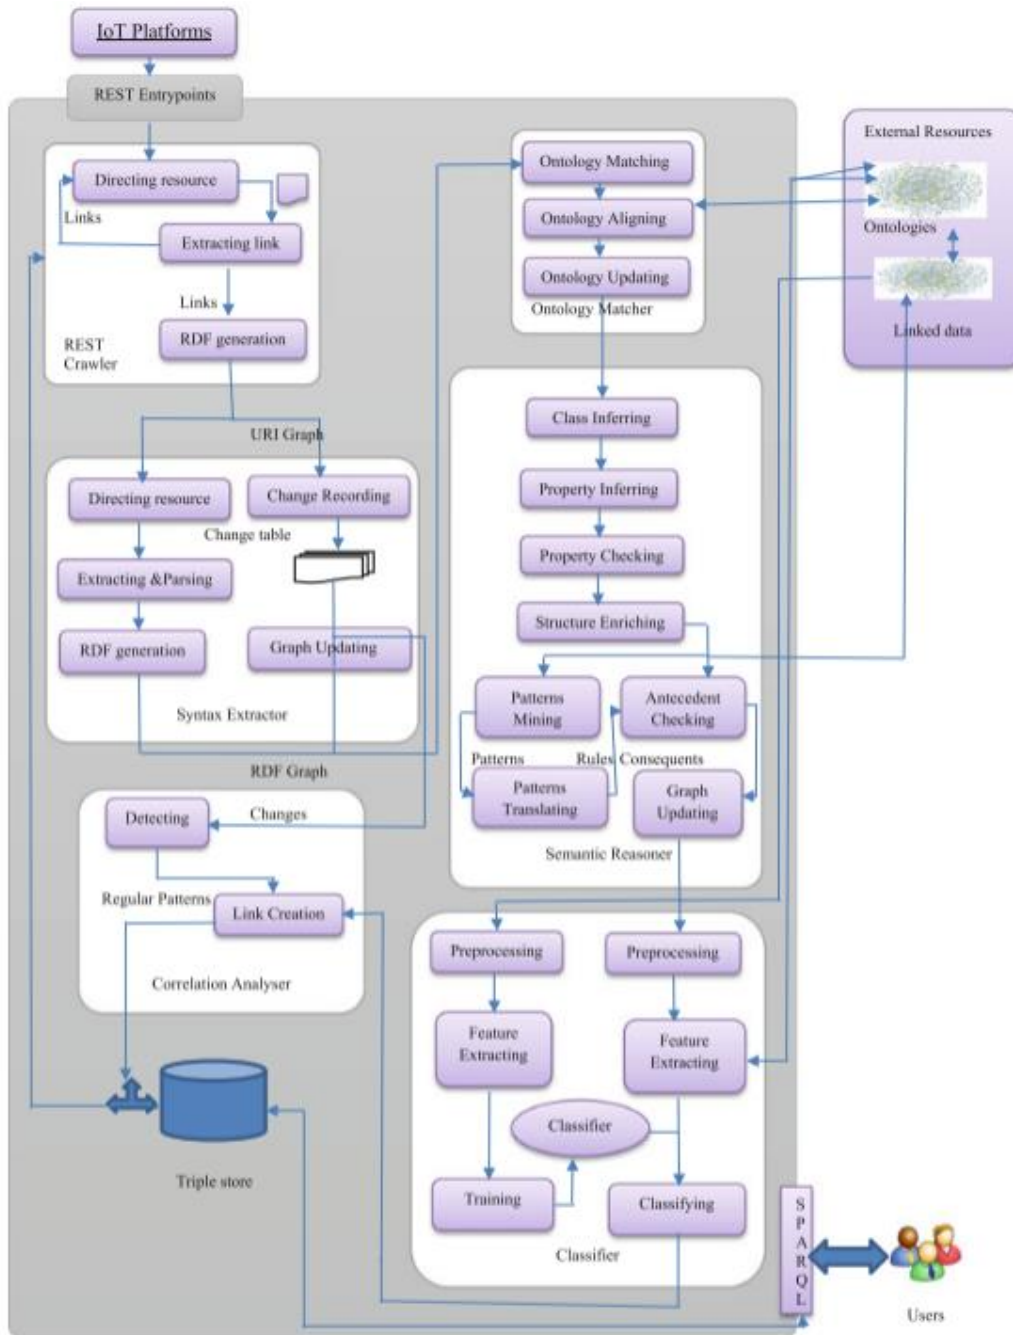 IoT Platforms
REST Entrypoints
Directing resource
Links
Extracting link
Links
RDF generation
REST
Crawler
URI Graph
Directing resource
Change Recording
Change table
Extracting &Parsing
RDF generation
Graph Updating
Syntax Extractor
RDF Graph
Detecting
Changes
Regular Patterns
Link Creation
Correlation Analyser
Triple store
Ontology Matching
Ontology Aligning
Ontology Updating
Ontology Matcher
Class Inferring
Property Inferring
Property Checking
Structure Enriching
Patterns
Mining
Antecedent
Checking
Patterns
Rules
Consequents
Patterns
Translating
Graph
Updating
Semantic Reasoner
Preprocessing
Preprocessing
Feature
Extracting
Feature
Extracting
Classifier
Training
Classifying
Classifier
External Resources
Ontologies
Linked data
SPARQL
Users